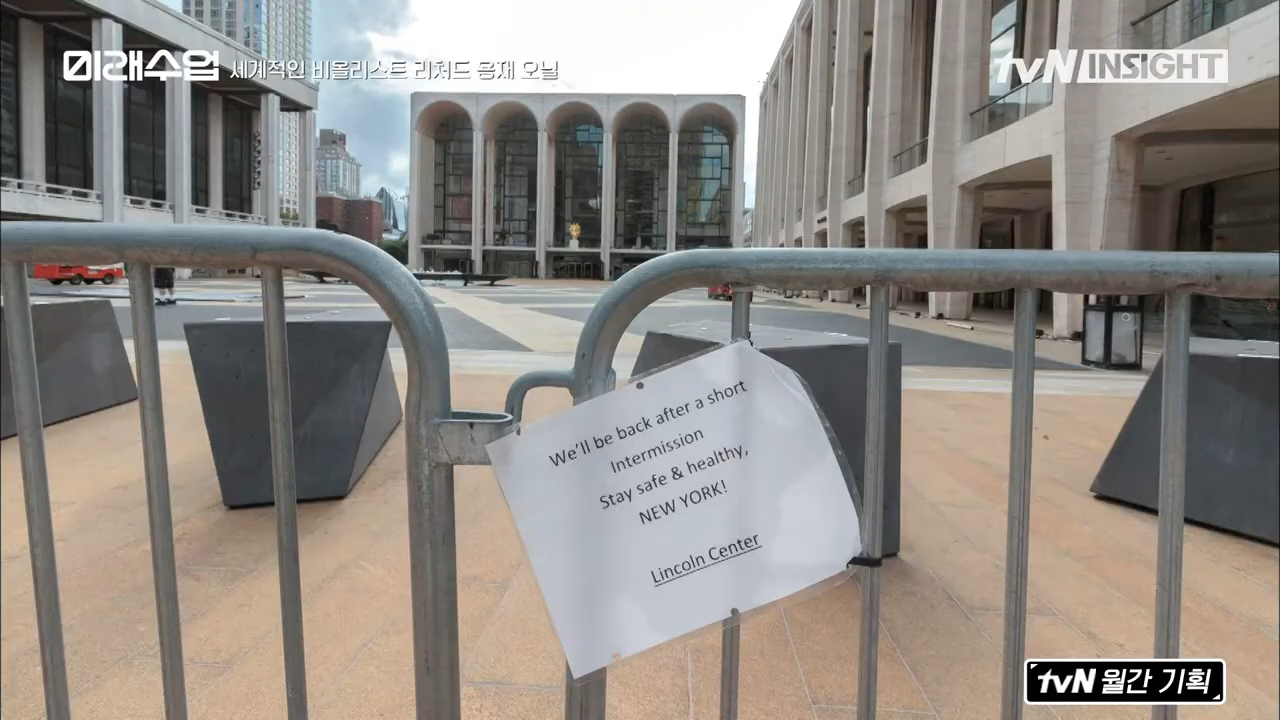 미래수업 세계적인 비올리스트 리처드 용재 오닐
tvN INSIGHT
We'll be back after a short
Intermission
Stay safe & healthy,
NEW YORK!
Lincoln Center
tvN 월간 기획